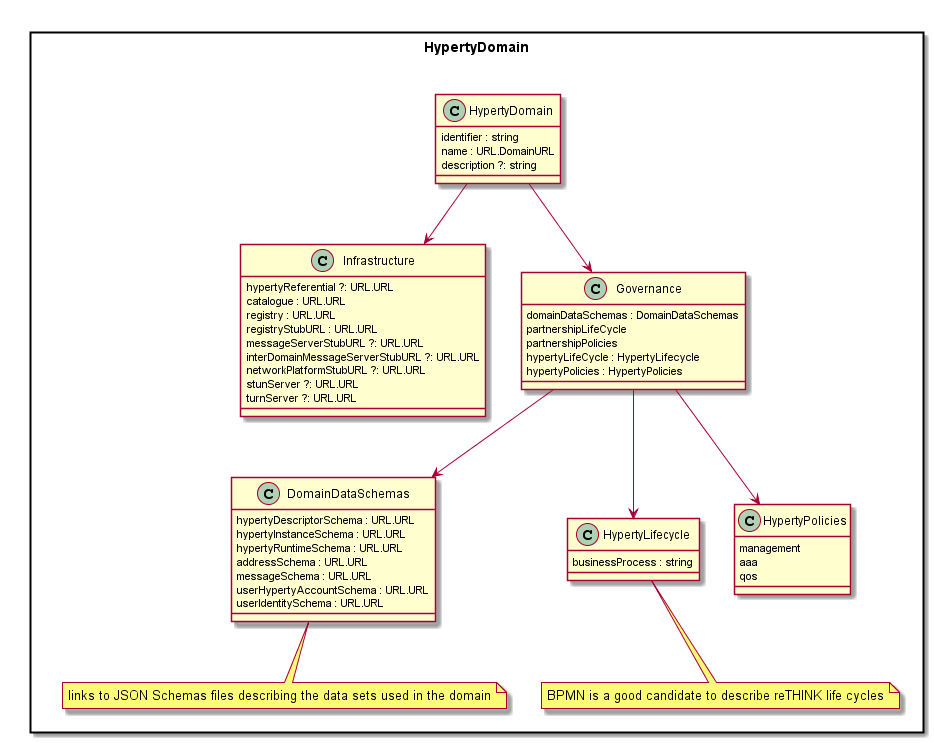 HypertyDomain
C HypertyDomain
identifier : string
name : URL.DomainURL
description ?: string
C Infrastructure
hypertyReferential ?: URL.URL
catalogue : URL.URL
registry : URL.URL
registryStubURL : URL.URL
messageServerStubURL ?: URL.URL
interDomainMessageServerStubURL ?: URL.URL
networkPlatformStubURL ?: URL.URL
stunServer ?: URL.URL
turnServer ?: URL.URL
C Governance
domainDataSchemas : DomainDataSchemas
partnershipLifeCycle
partnershipPolicies
hypertyLifeCycle : HypertyLifecycle
hypertyPolicies : HypertyPolicies
C DomainDataSchemas
hypertyDescriptorSchema : URL.URL
hypertyInstanceSchema : URL.URL
hypertyRuntimeSchema : URL.URL
addressSchema : URL.URL
messageSchema : URL.URL
userHypertyAccountSchema : URL.URL
userIdentitySchema : URL.URL
C HypertyLifecycle
businessProcess : string
C HypertyPolicies
management
aaa
qos
links to JSON Schemas files describing the data sets used in the domain
BPMN is a good candidate to describe reTHINK life cycles